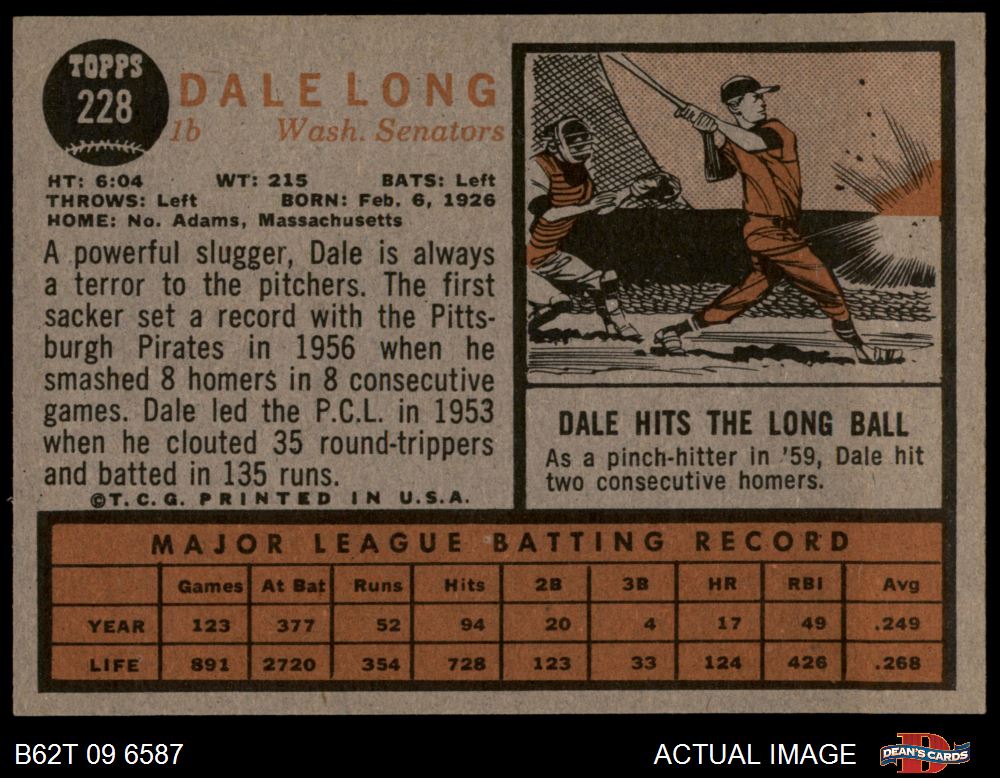 TOPPS
228
DALE LONG
1b Wash. Senators
HT: 6:04 WT: 215 BATS: Left
THROWS: Left BORN: Feb. 6, 1926
HOME: No. Adams, Massachusetts
A powerful slugger, Dale is always
a terror to the pitchers. The first
sacker set a record with the Pitts-
burgh Pirates in 1956 when he
smashed 8 homers in 8 consecutive
games. Dale led the P.C.L. in 1953
when he clouted 35 round-trippers
and batted in 135 runs.
©T.C.G. PRINTED IN U.S.A.
DALE HITS THE LONG BALL
As a pinch-hitter in '59, Dale hit
two consecutive homers.
MAJOR LEAGUE BATTING RECORD
Games At Bat Runs Hits 2B 3B HR RBI Avg
YEAR 123 377 52 94 20 4 17 49 .249
LIFE 891 2720 354 728 123 33 124 426 .268
B62T 09 6587 ACTUAL IMAGE DEAN'S CARDS